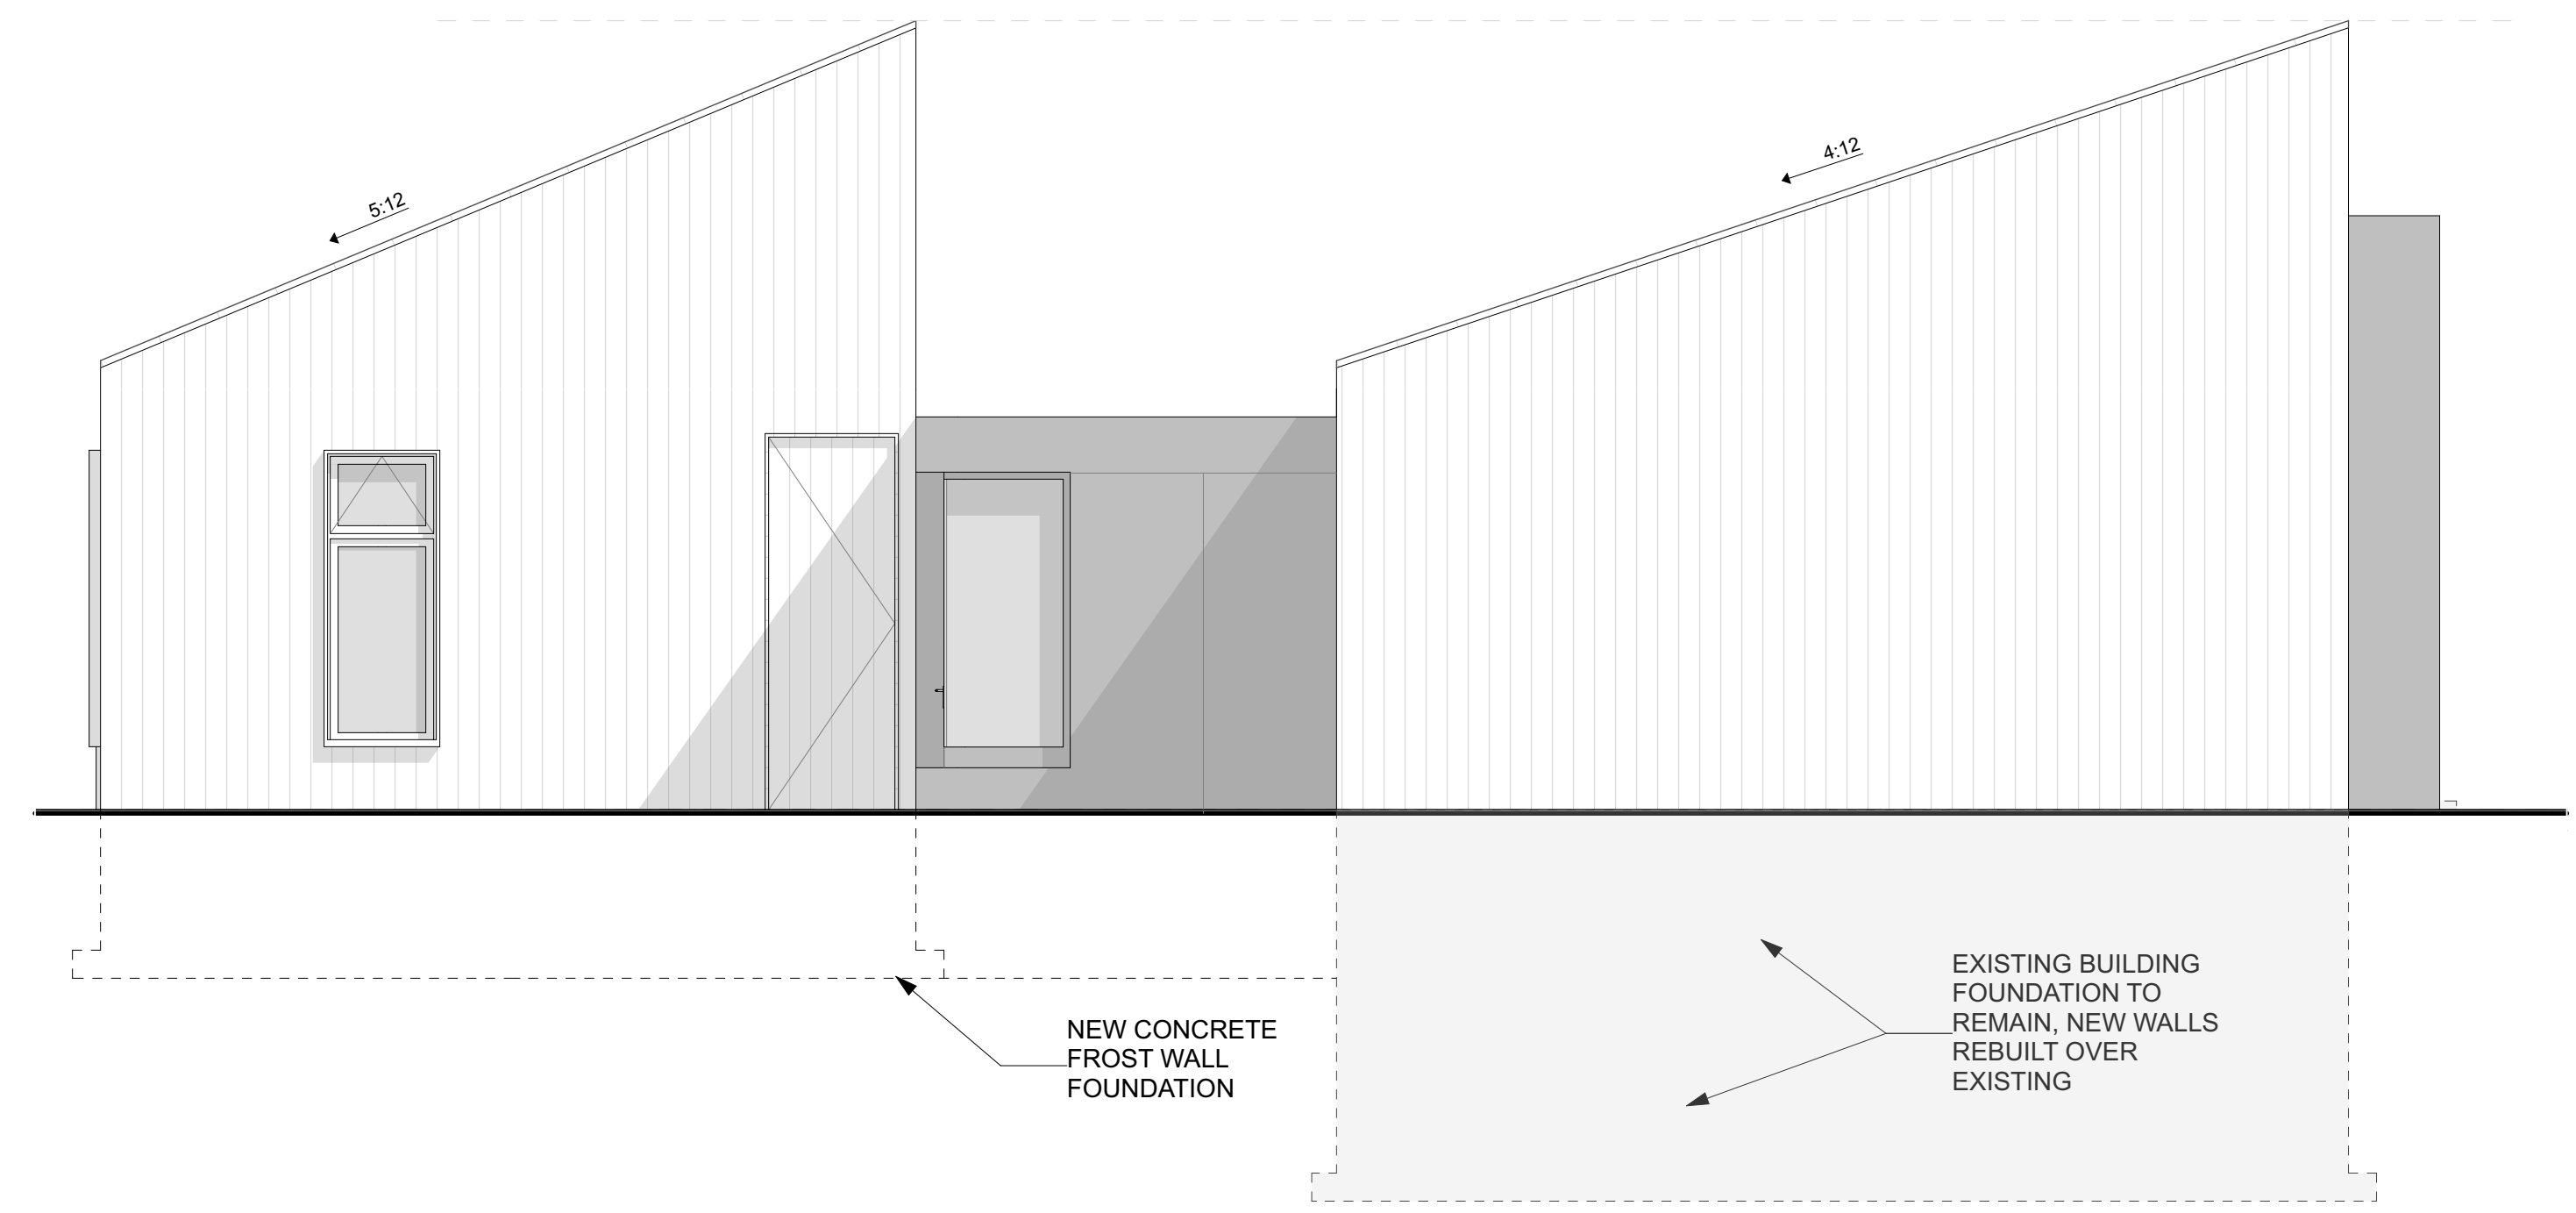 5:12
4:12
NEW CONCRETE
FROST WALL
FOUNDATION
EXISTING BUILDING
FOUNDATION TO
REMAIN, NEW WALLS
REBUILT OVER
EXISTING